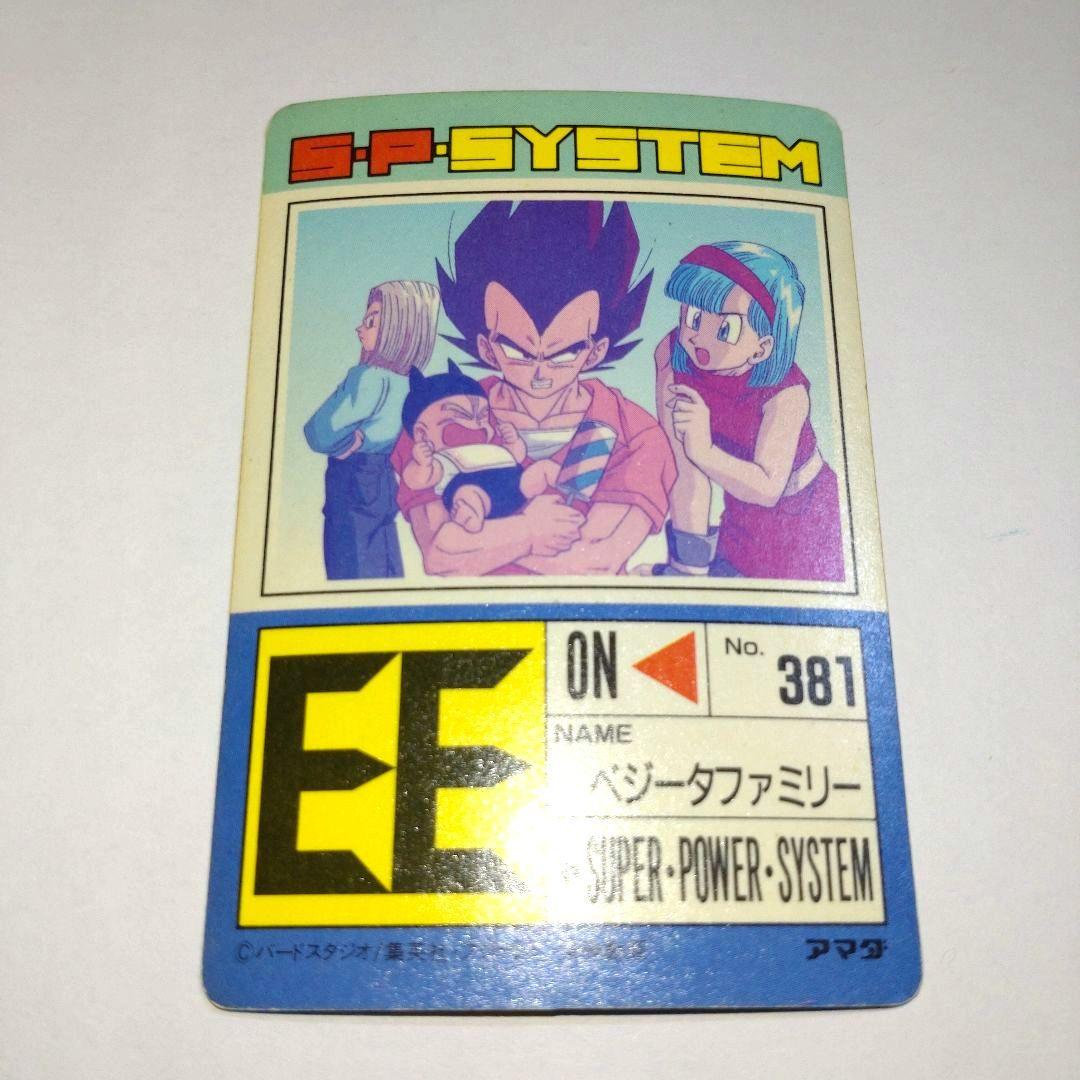 S・P・SYSTEM
EE
ON
No. 381
NAME
ベジータファミリー
SUPER・POWER・SYSTEM
©バードスタジオ/集英社
アマダ